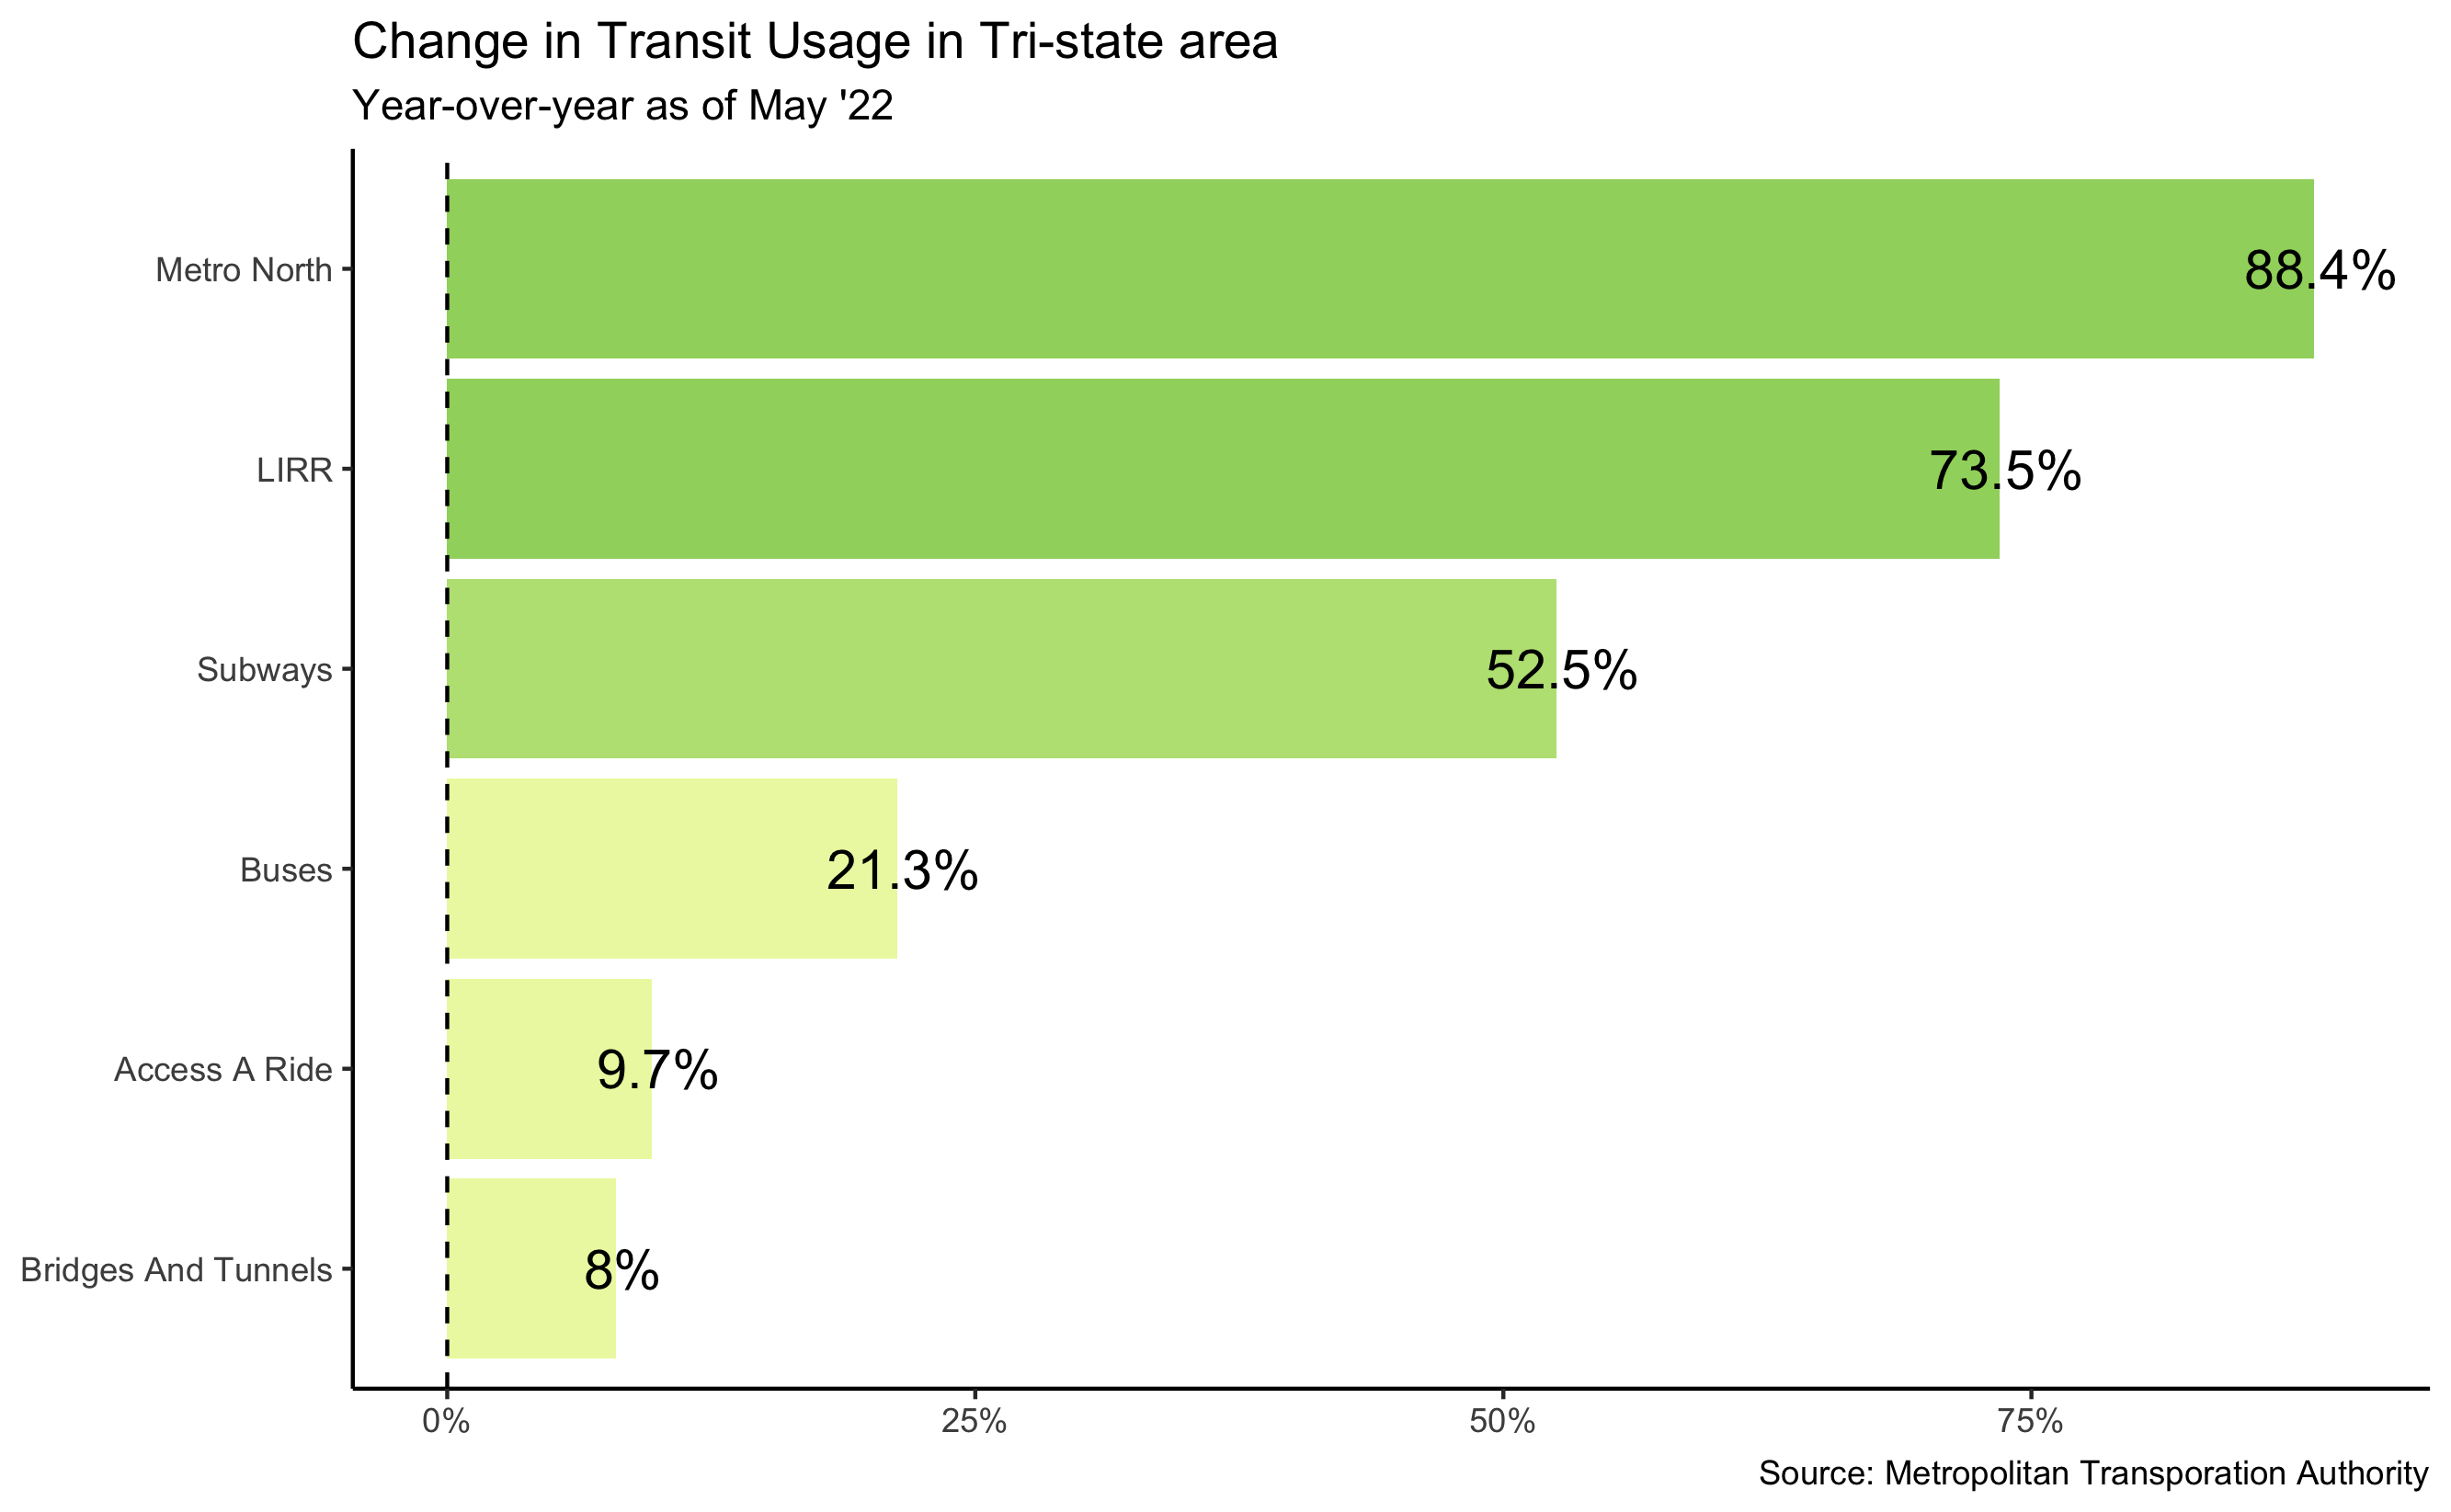 Change in Transit Usage in Tri-state area
Year-over-year as of May '22
Metro North
88.4%
LIRR
73.5%
Subways
52.5%
Buses
21.3%
Access A Ride
9.7%
Bridges And Tunnels
8%
0%
25%
50%
75%
Source: Metropolitan Transporation Authority